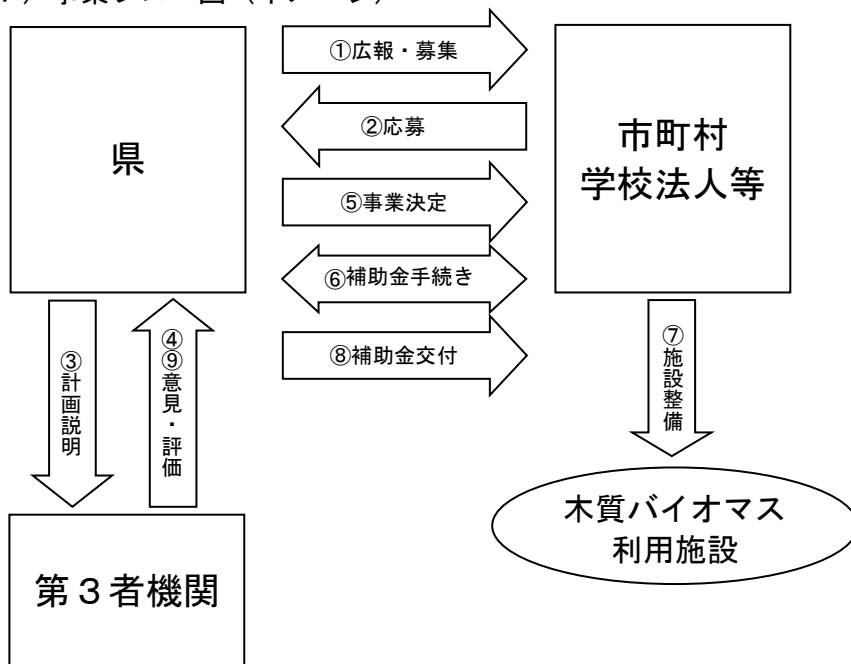 県
①広報・募集
②応募
⑤事業決定
⑥補助金手続き
⑧補助金交付
市町村
学校法人等
③計画説明
④⑨意見・評価
⑦施設整備
第３者機関
木質バイオマス
利用施設